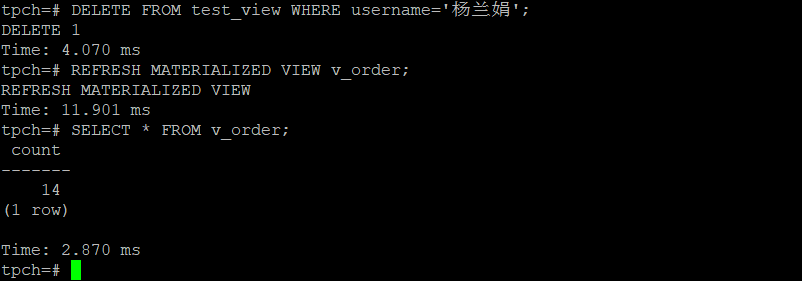 tpch=# DELETE FROM test_view WHERE username='杨兰娟';
DELETE 1
Time: 4.070 ms
tpch=# REFRESH MATERIALIZED VIEW v_order;
REFRESH MATERIALIZED VIEW
Time: 11.901 ms
tpch=# SELECT * FROM v_order;
 count
-------
    14
(1 row)

Time: 2.870 ms
tpch=#